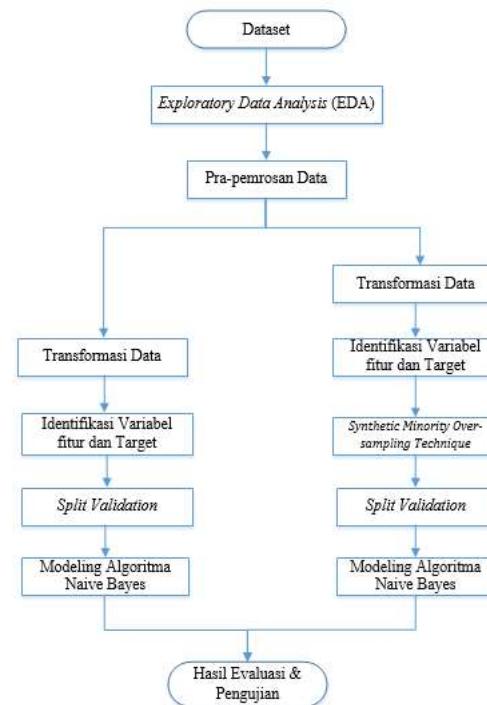 Dataset
Exploratory Data Analysis (EDA)
Pra-pemrosan Data
Transformasi Data
Identifikasi Variabel
fitur dan Target
Split Validation
Modeling Algoritma
Naive Bayes
Transformasi Data
Identifikasi Variabel
fitur dan Target
Synthetic Minority Over-
sampling Technique
Split Validation
Modeling Algoritma
Naive Bayes
Hasil Evaluasi &
Pengujian